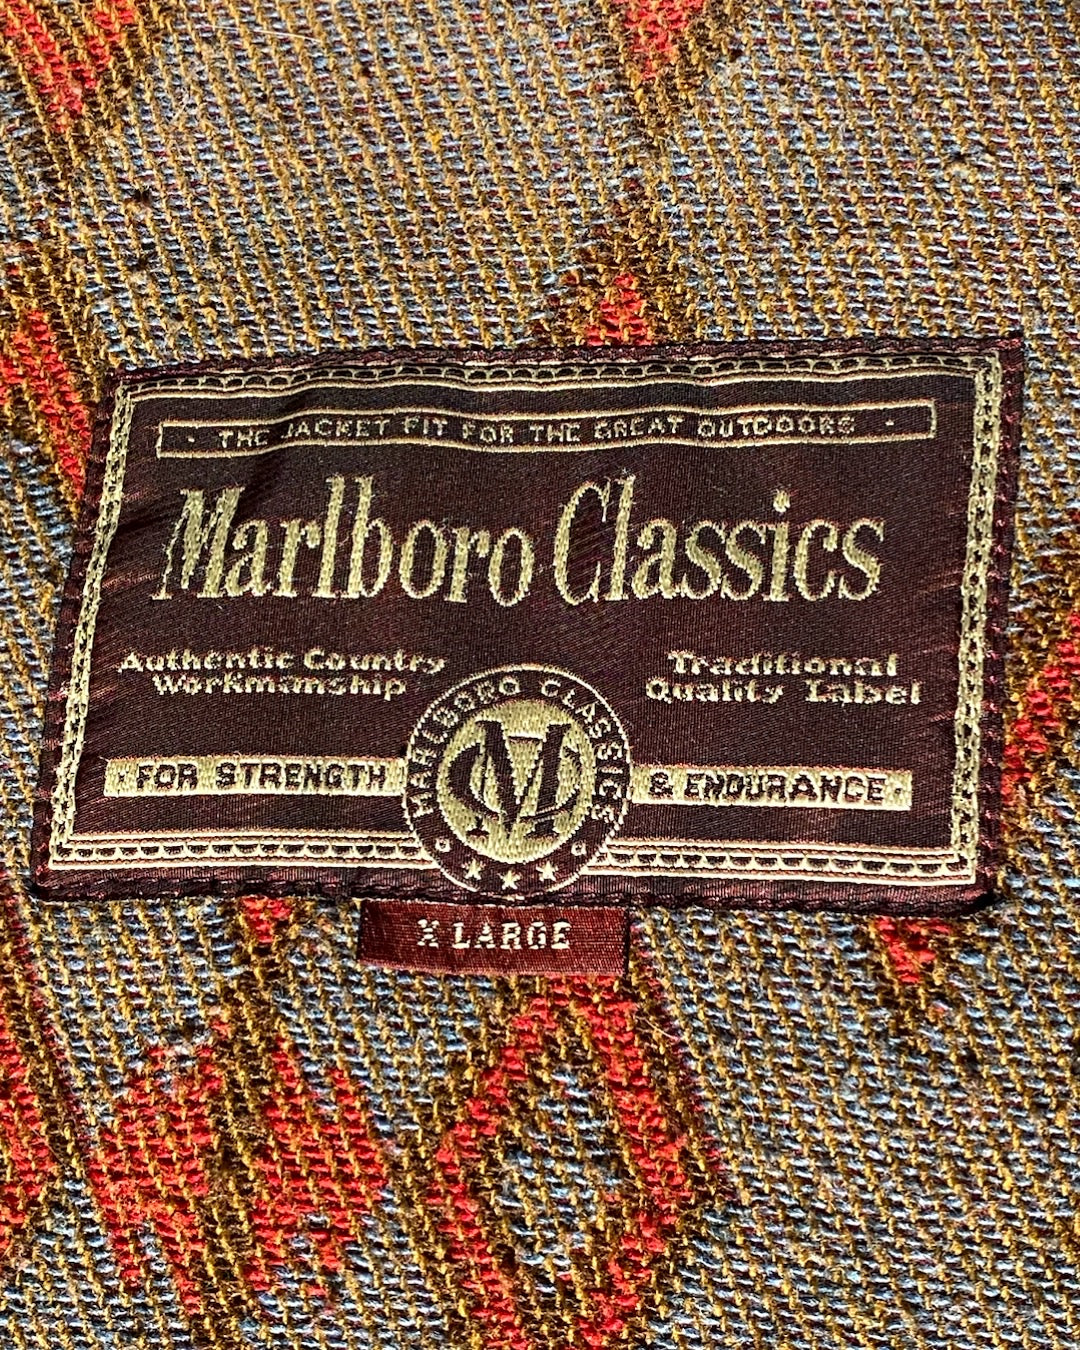 · THE JACKET FIT FOR THE GREAT OUTDOORS ·
Marlboro Classics
Authentic Country
Workmanship
Traditional
Quality Label
· FOR STRENGTH
MARLBORO CLASSICS
MC
& ENDURANCE ·
X LARGE